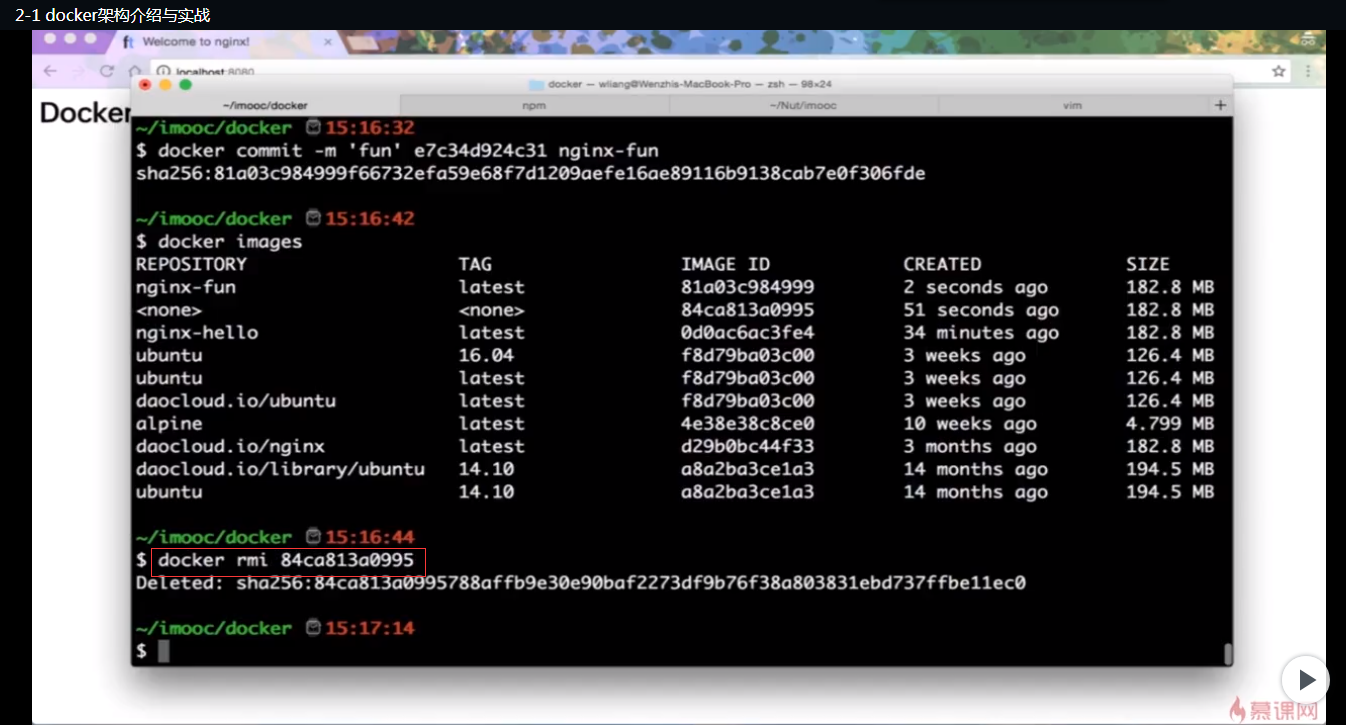 2-1 docker架构介绍与实战
Welcome to nginx!
localhost:8080
docker — wliang@Wenzhis-MacBook-Pro — zsh — 98×24
~/imooc/docker npm ~/Nut/imooc vim
Docker
~/imooc/docker 15:16:32
$ docker commit -m 'fun' e7c34d924c31 nginx-fun
sha256:81a03c984999f66732efa59e68f7d1209aefe16ae89116b9138cab7e0f306fde
~/imooc/docker 15:16:42
$ docker images
REPOSITORY TAG IMAGE ID CREATED SIZE
nginx-fun latest 81a03c984999 2 seconds ago 182.8 MB
<none> <none> 84ca813a0995 51 seconds ago 182.8 MB
nginx-hello latest 0d0ac6ac3fe4 34 minutes ago 182.8 MB
ubuntu 16.04 f8d79ba03c00 3 weeks ago 126.4 MB
ubuntu latest f8d79ba03c00 3 weeks ago 126.4 MB
daocloud.io/ubuntu latest f8d79ba03c00 3 weeks ago 126.4 MB
alpine latest 4e38e38c8ce0 10 weeks ago 4.799 MB
daocloud.io/nginx latest d29b0bc44f33 3 months ago 182.8 MB
daocloud.io/library/ubuntu 14.10 a8a2ba3ce1a3 14 months ago 194.5 MB
ubuntu 14.10 a8a2ba3ce1a3 14 months ago 194.5 MB
~/imooc/docker 15:16:44
$ docker rmi 84ca813a0995
Deleted: sha256:84ca813a0995788affb9e30e90baf2273df9b76f38a803831ebd737ffbe11ec0
~/imooc/docker 15:17:14
$
慕课网